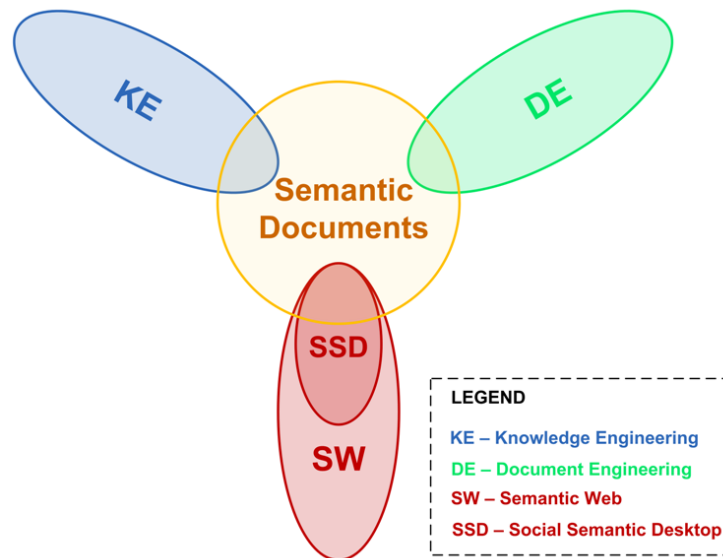 KE
DE
Semantic
Documents
SSD
SW
LEGEND
KE – Knowledge Engineering
DE – Document Engineering
SW – Semantic Web
SSD – Social Semantic Desktop